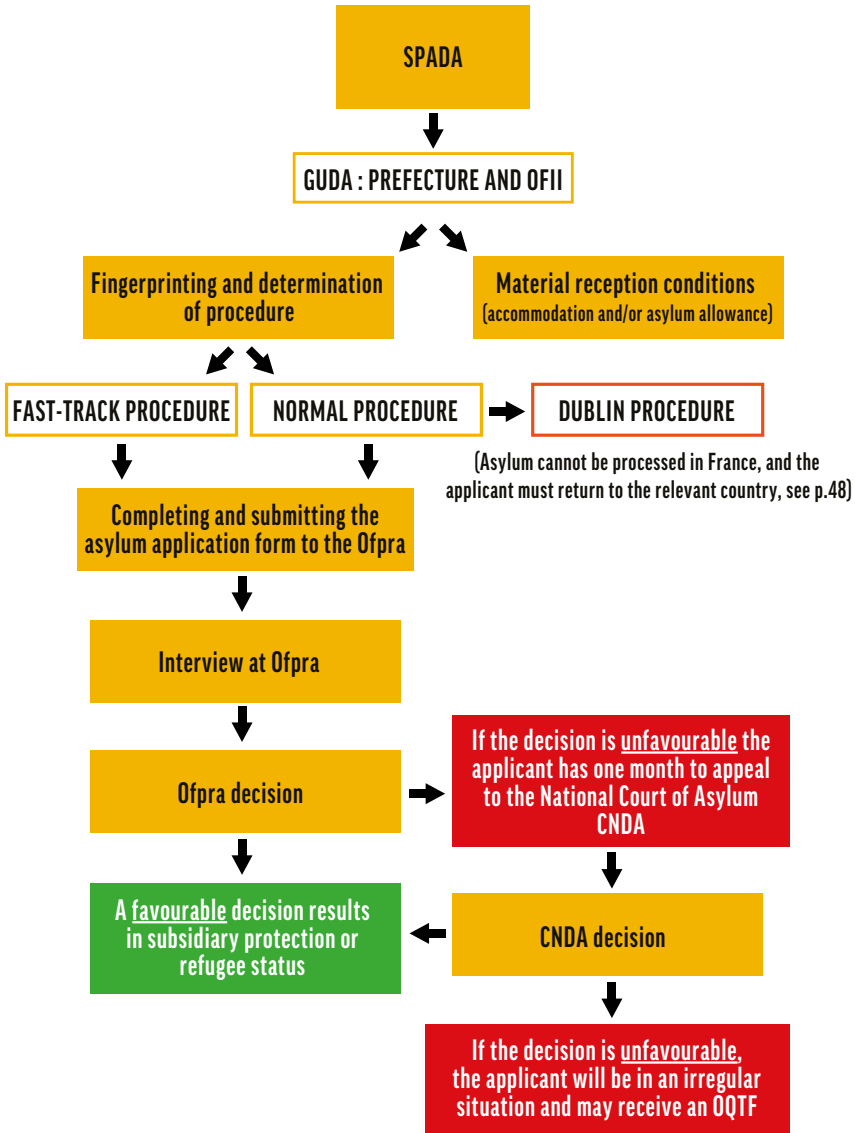 SPADA
GUDA : PREFECTURE AND OFII
Fingerprinting and determination
of procedure
Material reception conditions
(accommodation and/or asylum allowance)
FAST-TRACK PROCEDURE
NORMAL PROCEDURE
DUBLIN PROCEDURE
(Asylum cannot be processed in France, and the
applicant must return to the relevant country, see p.48)
Completing and submitting the
asylum application form to the Ofpra
Interview at Ofpra
Ofpra decision
If the decision is unfavourable the
applicant has one month to appeal
to the National Court of Asylum
CNDA
A favourable decision results
in subsidiary protection or
refugee status
CNDA decision
If the decision is unfavourable,
the applicant will be in an irregular
situation and may receive an OQTF